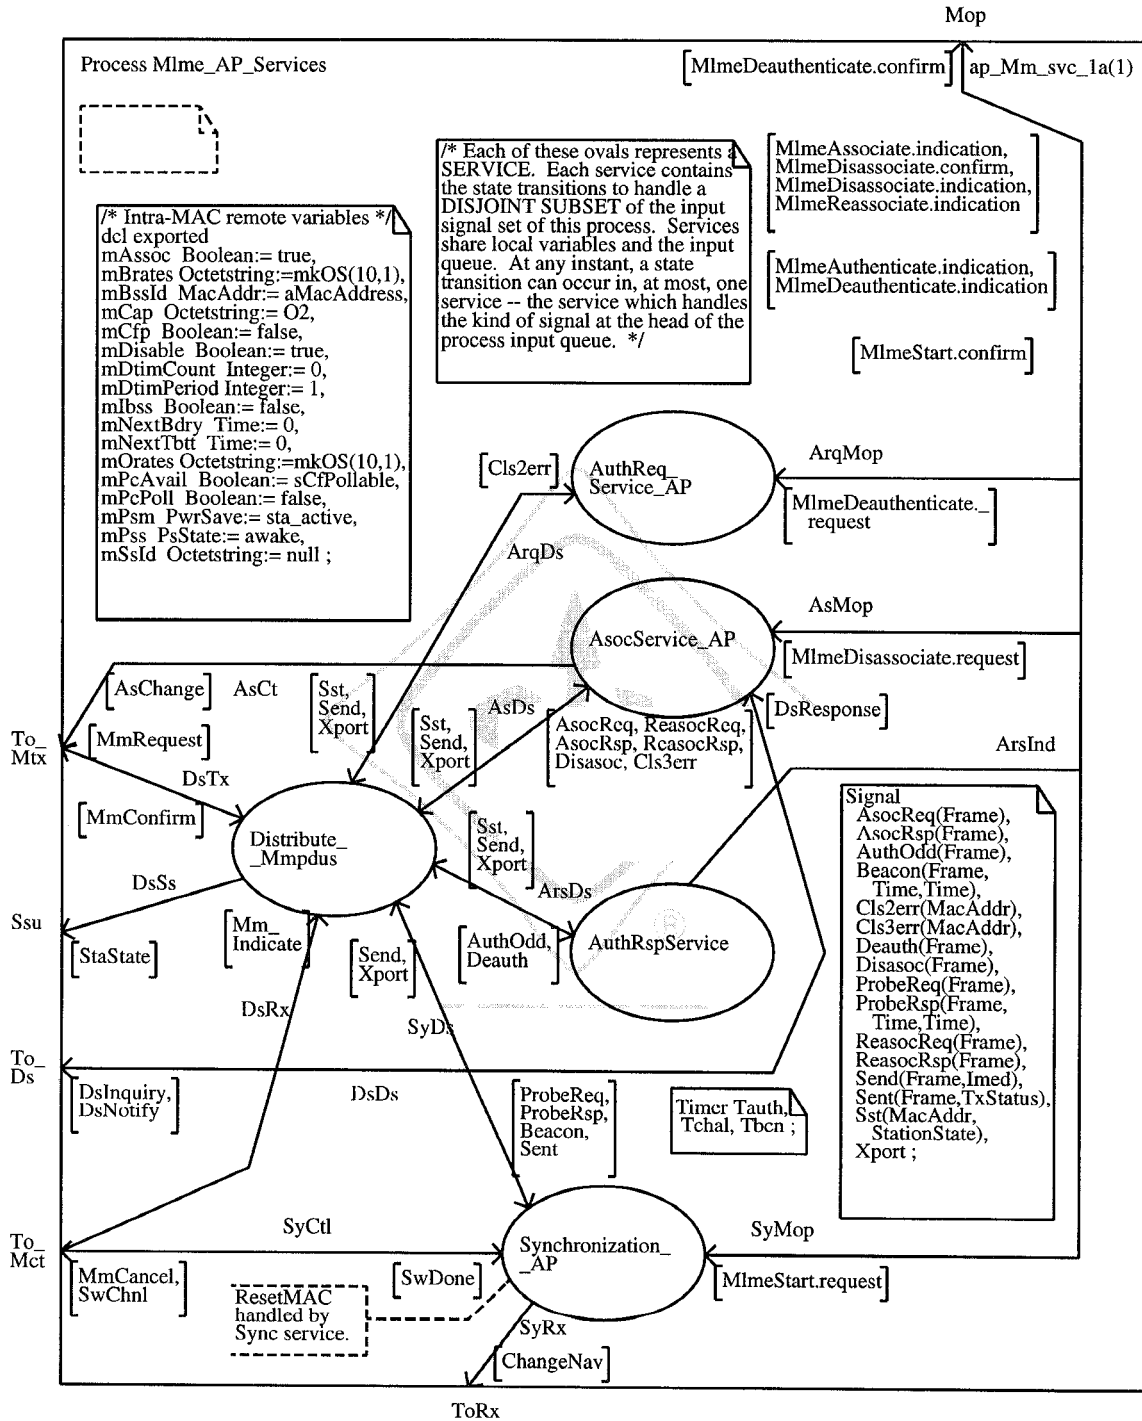 Mop
Process Mlme_AP_Services
[MlmeDeauthenticate.confirm]
ap_Mm_svc_1a(1)
/* Each of these ovals represents a
SERVICE. Each service contains
the state transitions to handle a
DISJOINT SUBSET of the input
signal set of this process. Services
share local variables and the input
queue. At any instant, a state
transition can occur in, at most, one
service -- the service which handles
the kind of signal at the head of the
process input queue. */
[MlmeAssociate.indication,
MlmeDisassociate.confirm,
MlmeDisassociate.indication,
MlmeReassociate.indication]
[MlmeAuthenticate.indication,
MlmeDeauthenticate.indication]
[MlmeStart.confirm]
/* Intra-MAC remote variables */
dcl exported
mAssoc Boolean:= true,
mBrates Octetstring:=mkOS(10,1),
mBssId MacAddr:= aMacAddress,
mCap Octetstring:= O2,
mCfp Boolean:= false,
mDisable Boolean:= true,
mDtimCount Integer:= 0,
mDtimPeriod Integer:= 1,
mIbss Boolean:= false,
mNextBdry Time:= 0,
mNextTbtt Time:= 0,
mOrates Octetstring:=mkOS(10,1),
mPcAvail Boolean:= sCfPollable,
mPcPoll Boolean:= false,
mPsm PwrSave:= sta_active,
mPss PsState:= awake,
mSsId Octetstring:= null ;
[Cls2err]
AuthReq_
Service_AP
ArqMop
[MlmeDeauthenticate._
request]
ArqDs
AsocService_AP
AsMop
[MlmeDisassociate.request]
[AsChange]
AsCt
[Sst,
Send,
Xport]
AsDs
[Sst,
Send,
Xport]
[AsocReq, ReasocReq,
AsocRsp, ReasocRsp,
Disasoc, Cls3err]
[DsResponse]
ArsInd
To_
Mtx
[MmRequest]
DsTx
[MmConfirm]
Distribute_
_Mmpdus
[Sst,
Send,
Xport]
ArsDs
DsSs
Ssu
[StaState]
[Mm_
Indicate]
[Send,
Xport]
[AuthOdd,
Deauth]
AuthRspService
®
DsRx
SyDs
To_
Ds
[DsInquiry,
DsNotify]
DsDs
[ProbeReq,
ProbeRsp,
Beacon,
Sent]
Timer Tauth,
Tchal, Tbcn ;
Signal
AsocReq(Frame),
AsocRsp(Frame),
AuthOdd(Frame),
Beacon(Frame,
Time,Time),
Cls2err(MacAddr),
Cls3err(MacAddr),
Deauth(Frame),
Disasoc(Frame),
ProbeReq(Frame),
ProbeRsp(Frame,
Time,Time),
ReasocReq(Frame),
ReasocRsp(Frame),
Send(Frame,Imed),
Sent(Frame,TxStatus),
Sst(MacAddr,
StationState),
Xport ;
To_
Mct
SyCtl
Synchronization_
_AP
SyMop
[MmCancel,
SwChnl]
[SwDone]
[MlmeStart.request]
ResetMAC
handled by
Sync service.
SyRx
[ChangeNav]
ToRx